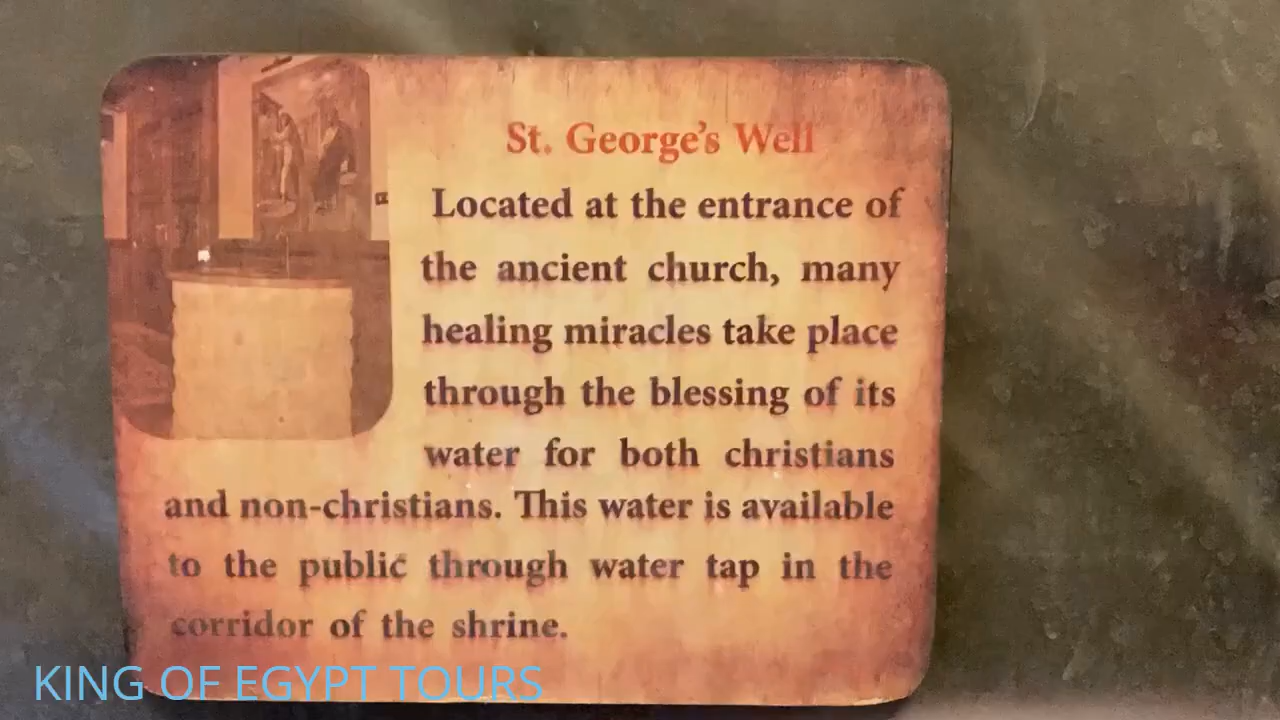 St. George's Well
Located at the entrance of
the ancient church, many
healing miracles take place
through the blessing of its
water for both christians
and non-christians. This water is available
to the public through water tap in the
corridor of the shrine.
KING OF EGYPT TOURS